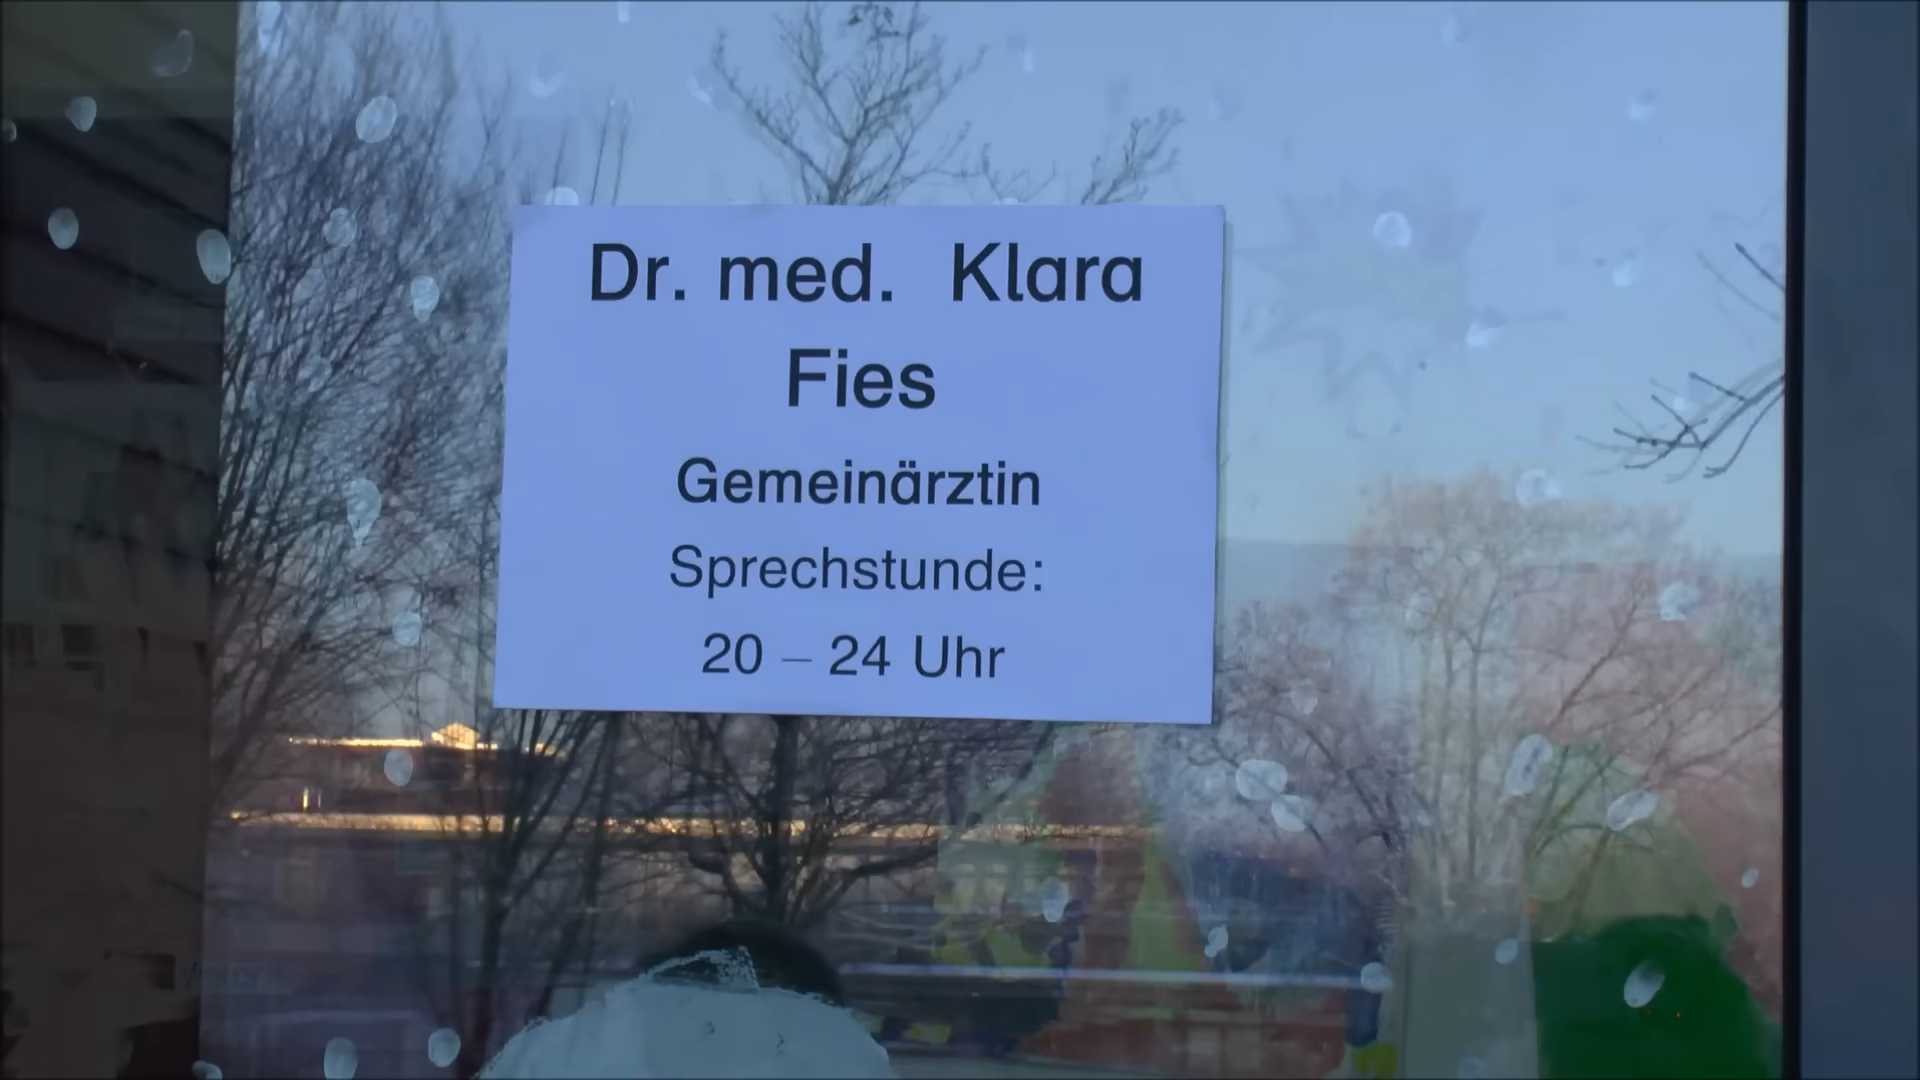 Dr. med. Klara
Fies
Gemeinärztin
Sprechstunde:
20 – 24 Uhr